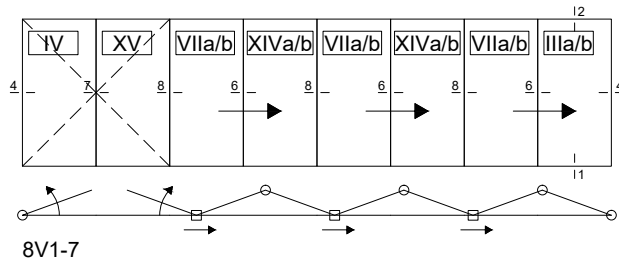 2
IV XV VIIa/b XIVa/b VIIa/b XIVa/b VIIa/b IIIa/b
4 7 8 6 8 6 8 6 4
1
8V1-7